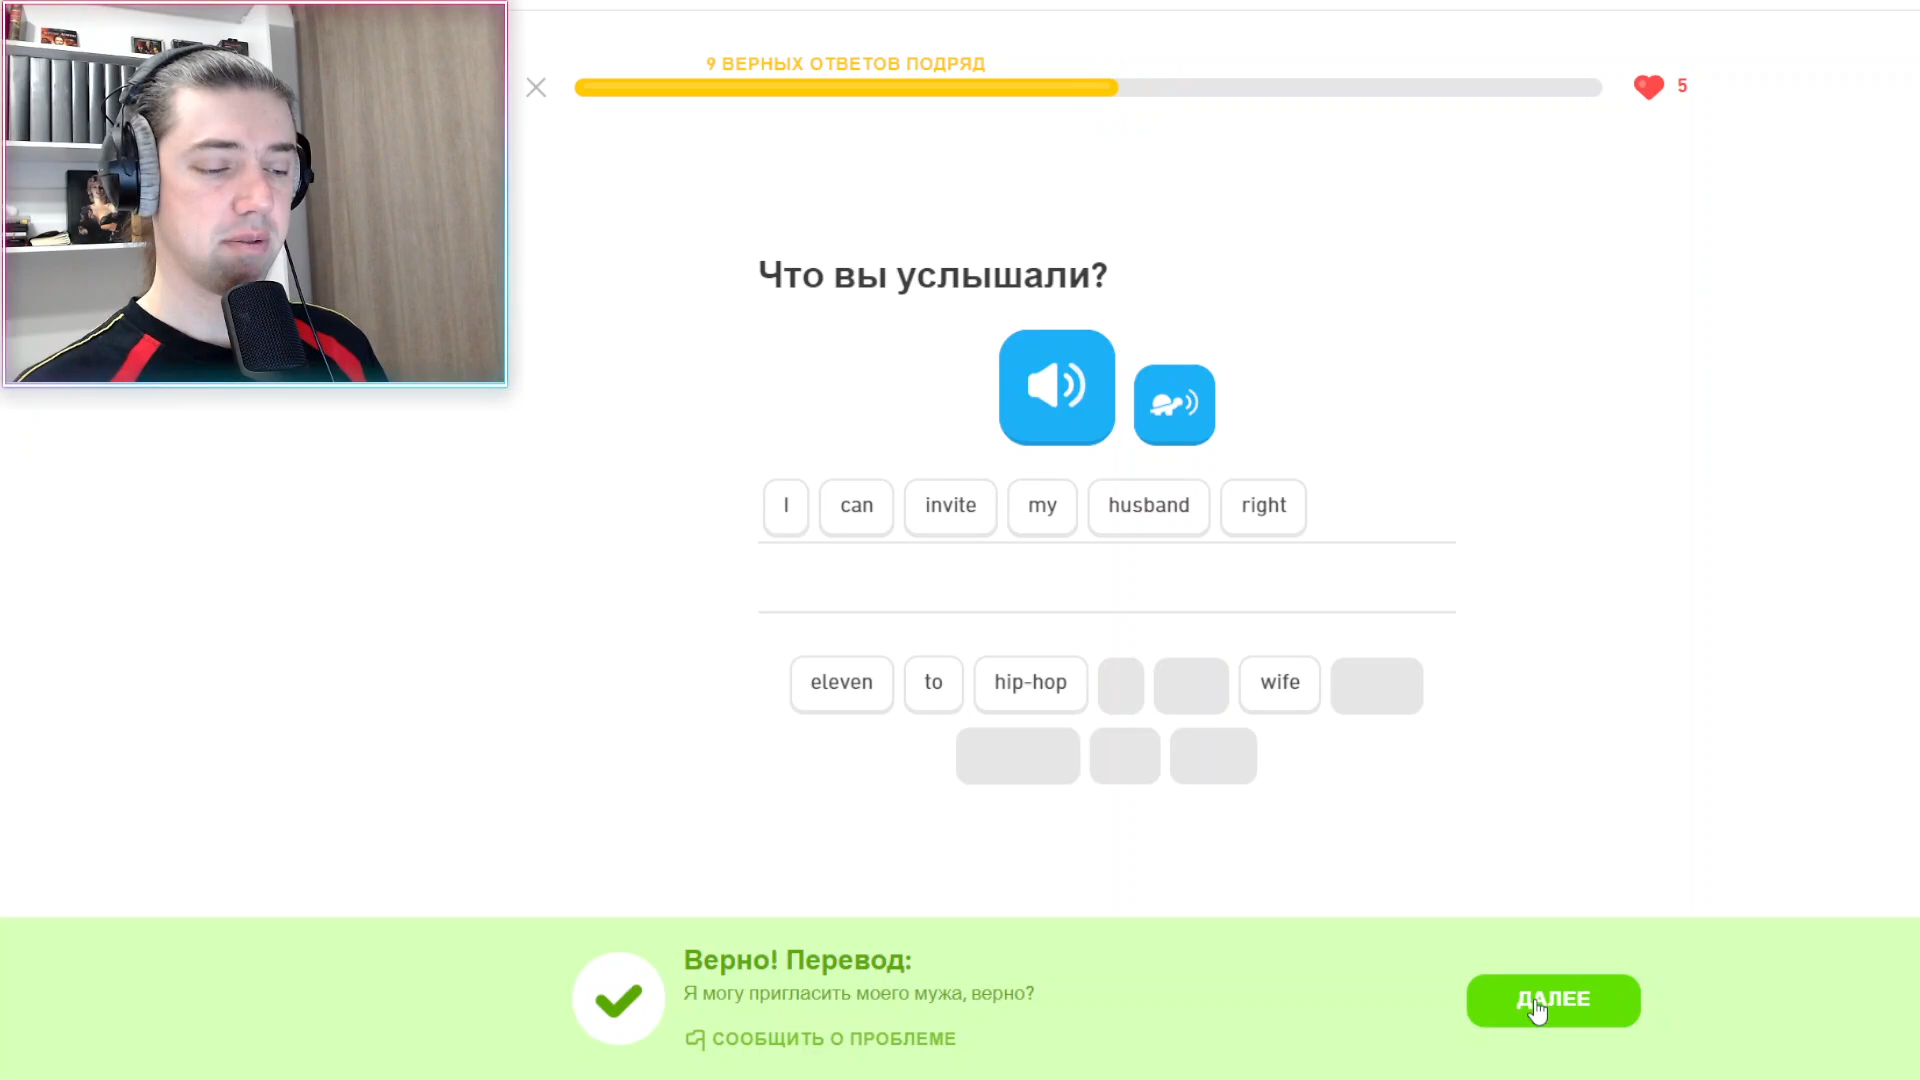 9 ВЕРНЫХ ОТВЕТОВ ПОДРЯД
5
Что вы услышали?
I can invite my husband right
eleven to hip-hop wife
Верно! Перевод:
Я могу пригласить моего мужа, верно?
СООБЩИТЬ О ПРОБЛЕМЕ
ДАЛЕЕ